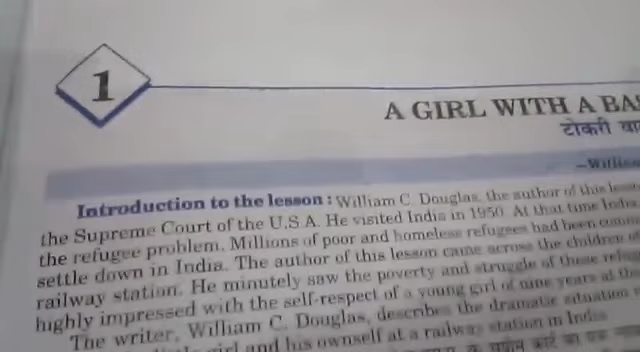 1
A GIRL WITH A BA
टोकरी वा
–William
Introduction to the lesson : William C. Douglas, the author of this lesson
the Supreme Court of the U.S.A. He visited India in 1950. At that time India
the refugee problem. Millions of poor and homeless refugees had been
settle down in India. The author of this lesson came across the children of
railway station. He minutely saw the poverty and struggle of these
highly impressed with the self-respect of a young girl of nine years at the
The writer, William C. Douglas, describes the dramatic situation
girl and his ownself at a railway station in India